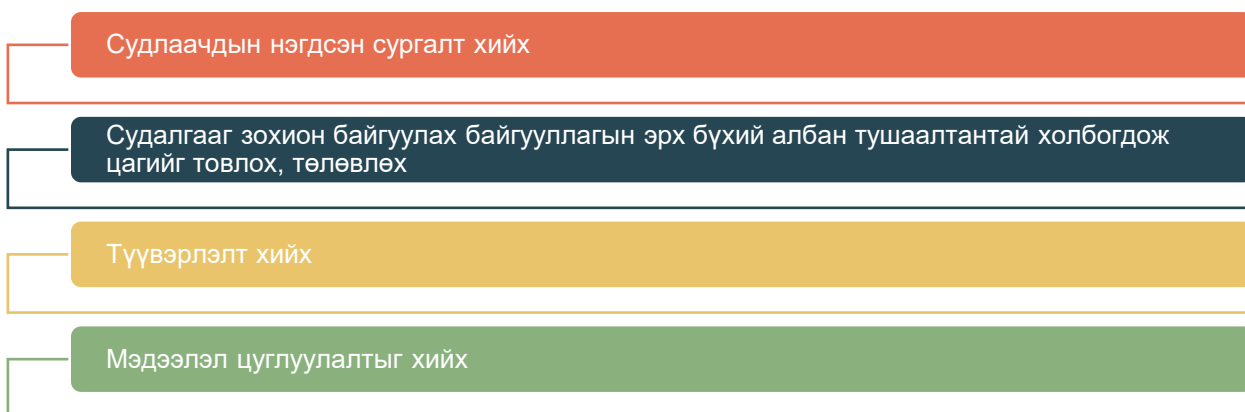 Судлаачдын нэгдсэн сургалт хийх
Судалгааг зохион байгуулах байгууллагын эрх бүхий албан тушаалтантай холбогдож
цагийг товлох, төлөвлөх
Түүвэрлэлт хийх
Мэдээлэл цуглуулалтыг хийх